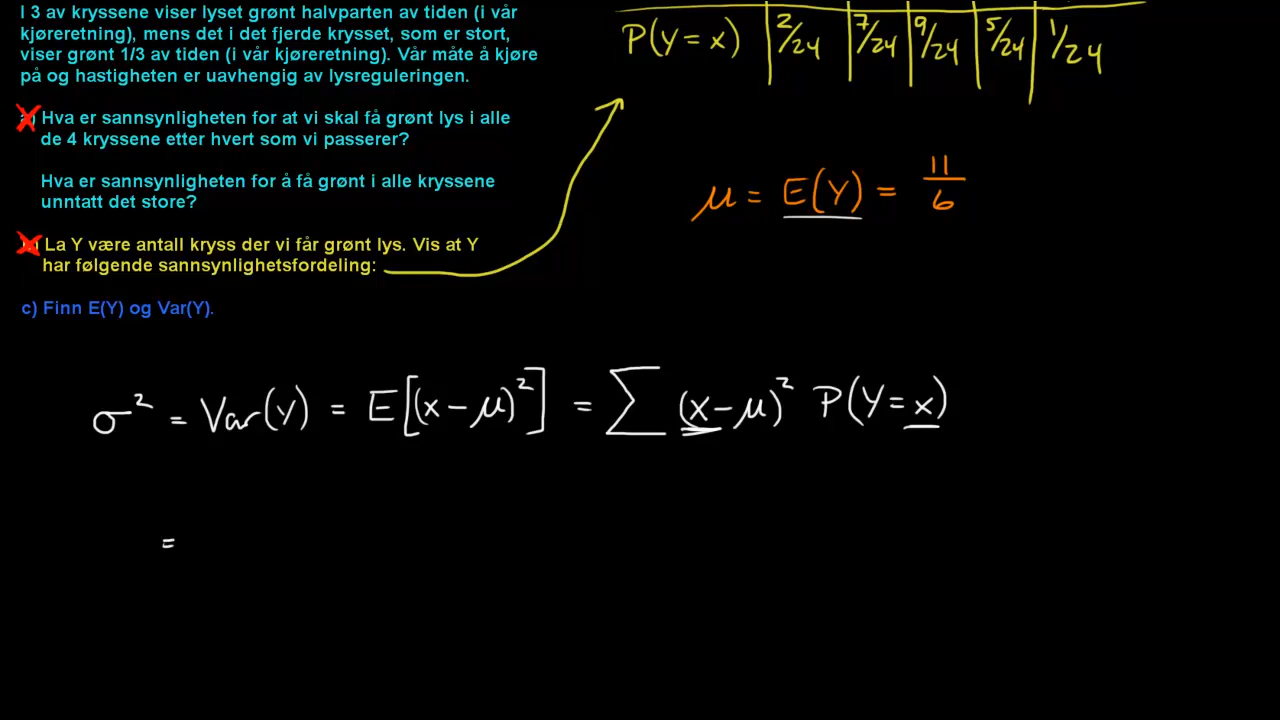 I 3 av kryssene viser lyset grønt halvparten av tiden (i vår
kjøreretning), mens det i det fjerde krysset, som er stort,
viser grønt 1/3 av tiden (i vår kjøreretning). Vår måte å kjøre
på og hastigheten er uavhengig av lysreguleringen.
P(Y=x) 2/24 7/24 9/24 5/24 1/24
a) Hva er sannsynligheten for at vi skal få grønt lys i alle
de 4 kryssene etter hvert som vi passerer?
Hva er sannsynligheten for å få grønt i alle kryssene
unntatt det store?
μ = E(Y) = 11/6
b) La Y være antall kryss der vi får grønt lys. Vis at Y
har følgende sannsynlighetsfordeling:
c) Finn E(Y) og Var(Y).
σ² = Var(Y) = E[(x-μ)²] = ∑ (x-μ)² P(Y=x)
=